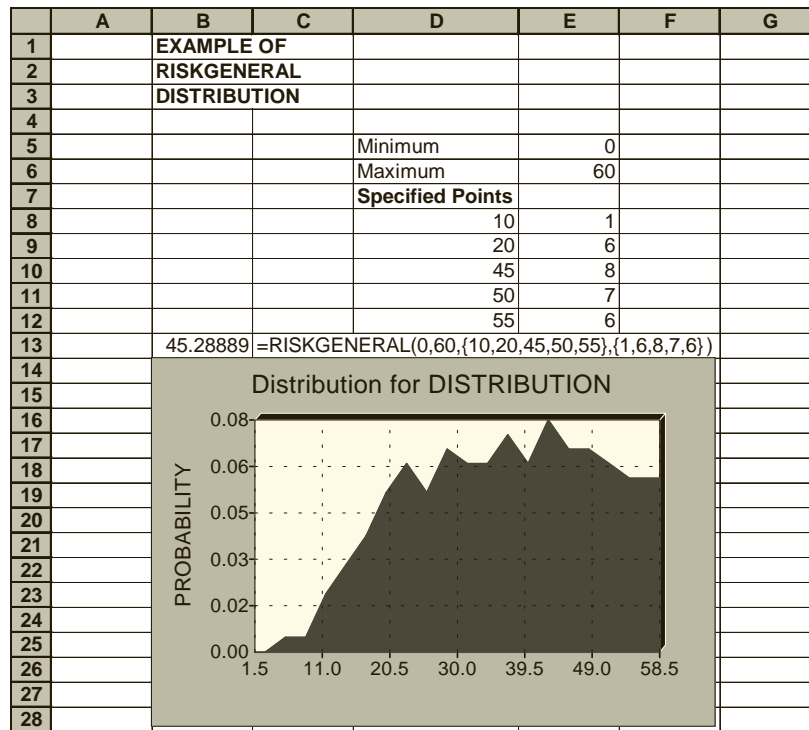 A B C D E F G
1 EXAMPLE OF
2 RISKGENERAL
3 DISTRIBUTION
4
5 Minimum 0
6 Maximum 60
7 Specified Points
8 10 1
9 20 6
10 45 8
11 50 7
12 55 6
13 45.28889 =RISKGENERAL(0,60,{10,20,45,50,55},{1,6,8,7,6})
14
15
16
17
18
19
20
21
22
23
24
25
26
27
28
Distribution for DISTRIBUTION
PROBABILITY
0.08
0.06
0.05
0.03
0.02
0.00
1.5 11.0 20.5 30.0 39.5 49.0 58.5